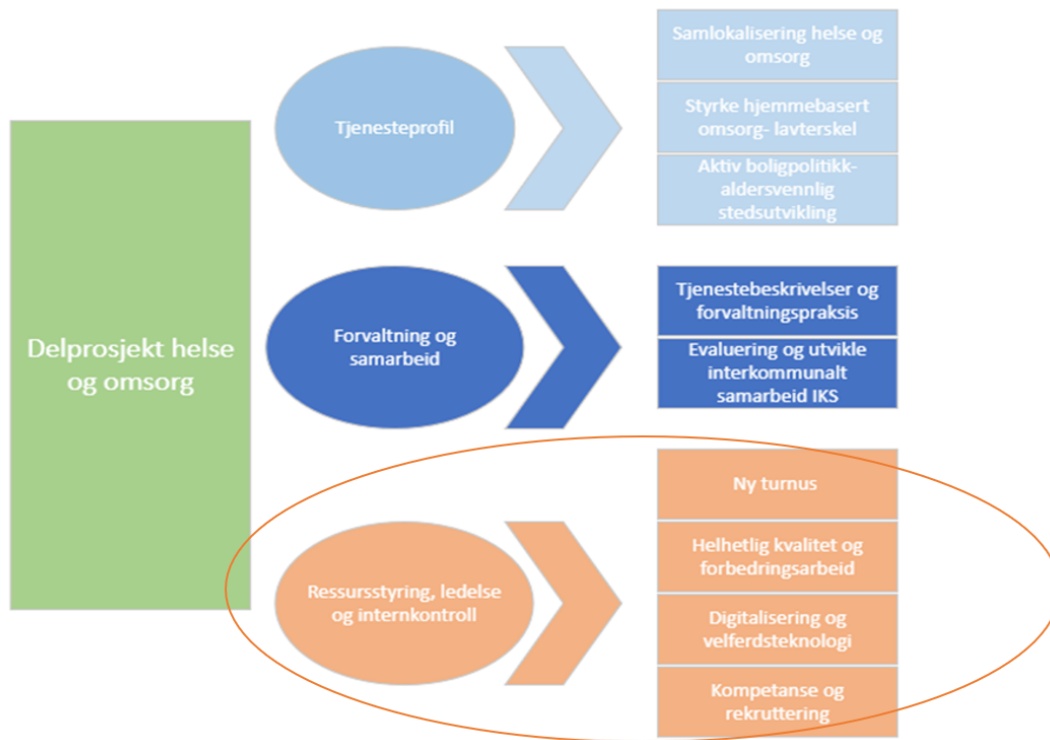 Delprosjekt helse
og omsorg
Tjenesteprofil
Samlokalisering helse og
omsorg
Styrke hjemmebasert
omsorg- lavterskel
Aktiv boligpolitikk-
aldersvennlig
stedsutvikling
Forvaltning og
samarbeid
Tjenestebeskrivelser og
forvaltningspraksis
Evaluering og utvikle
interkommunalt
samarbeid IKS
Ressursstyring, ledelse
og internkontroll
Ny turnus
Helhetlig kvalitet og
forbedringsarbeid
Digitalisering og
velferdsteknologi
Kompetanse og
rekruttering